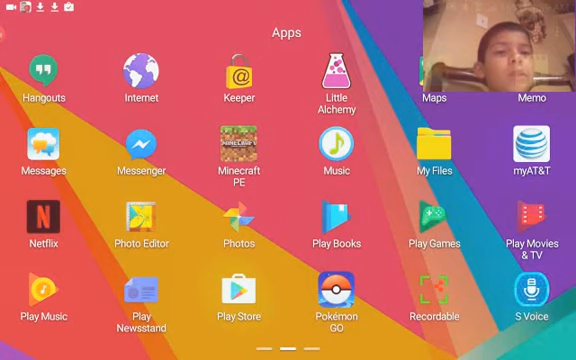 Apps
Hangouts
Internet
Keeper
Little
Alchemy
Maps
Memo
Messages
Messenger
MINECRAFT
Minecraft
PE
Music
My Files
myAT&T
Netflix
Photo Editor
Photos
Play Books
Play Games
Play Movies
& TV
Play Music
Play
Newsstand
Play Store
Pokémon
GO
Recordable
S Voice